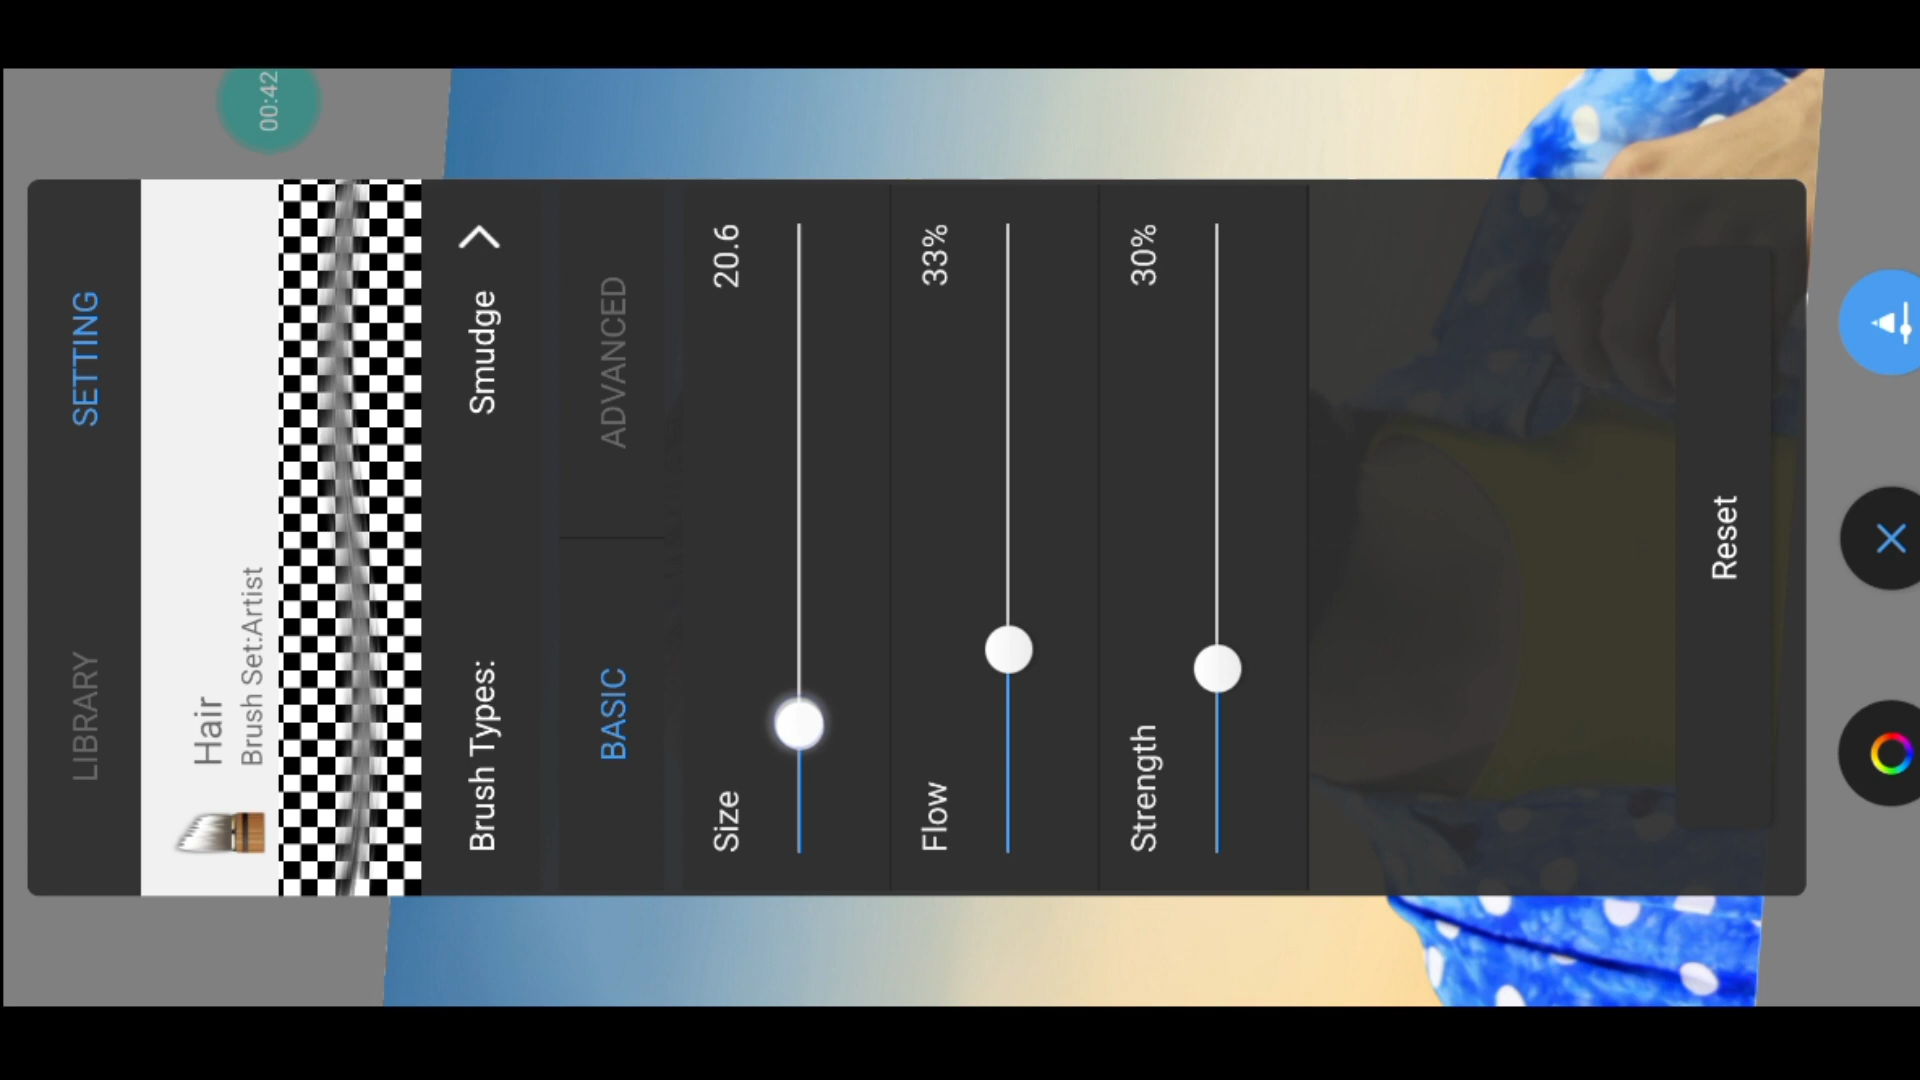 00:42
LIBRARY SETTING
Hair
Brush Set:Artist
Brush Types: Smudge
BASIC ADVANCED
Size 20.6
Flow 33%
Strength 30%
Reset